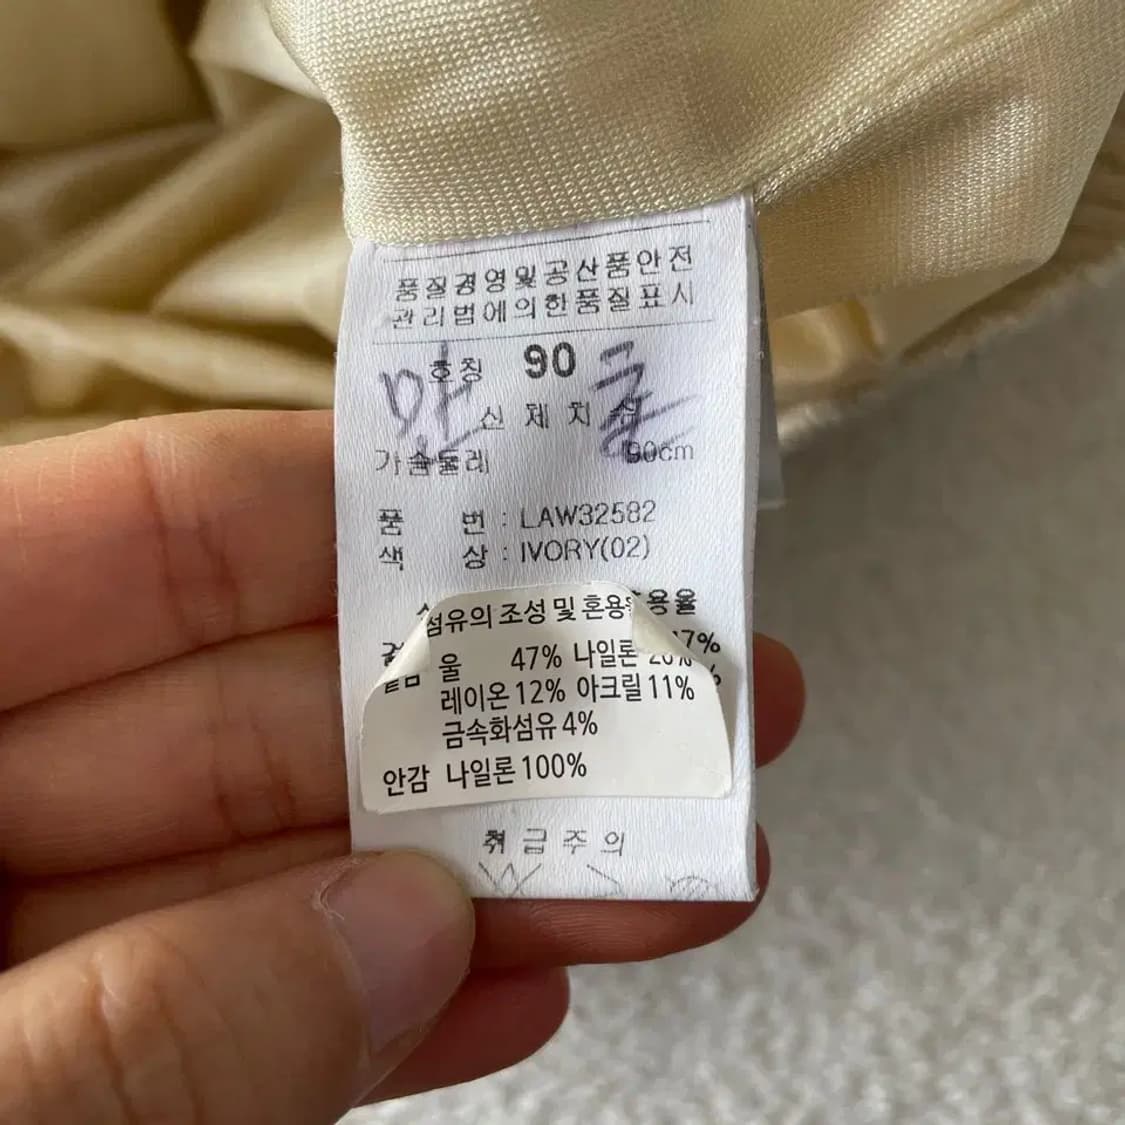 품질경영및공산품안전
관리법에의한품질표시
호칭 90
신체치수
가슴둘레 90cm
품 번 : LAW32582
색 상 : IVORY(02)
섬유의 조성 및 혼용율
울 47% 나일론 26%
레이온 12% 아크릴 11%
금속화섬유 4%
안감 나일론 100%
취급주의